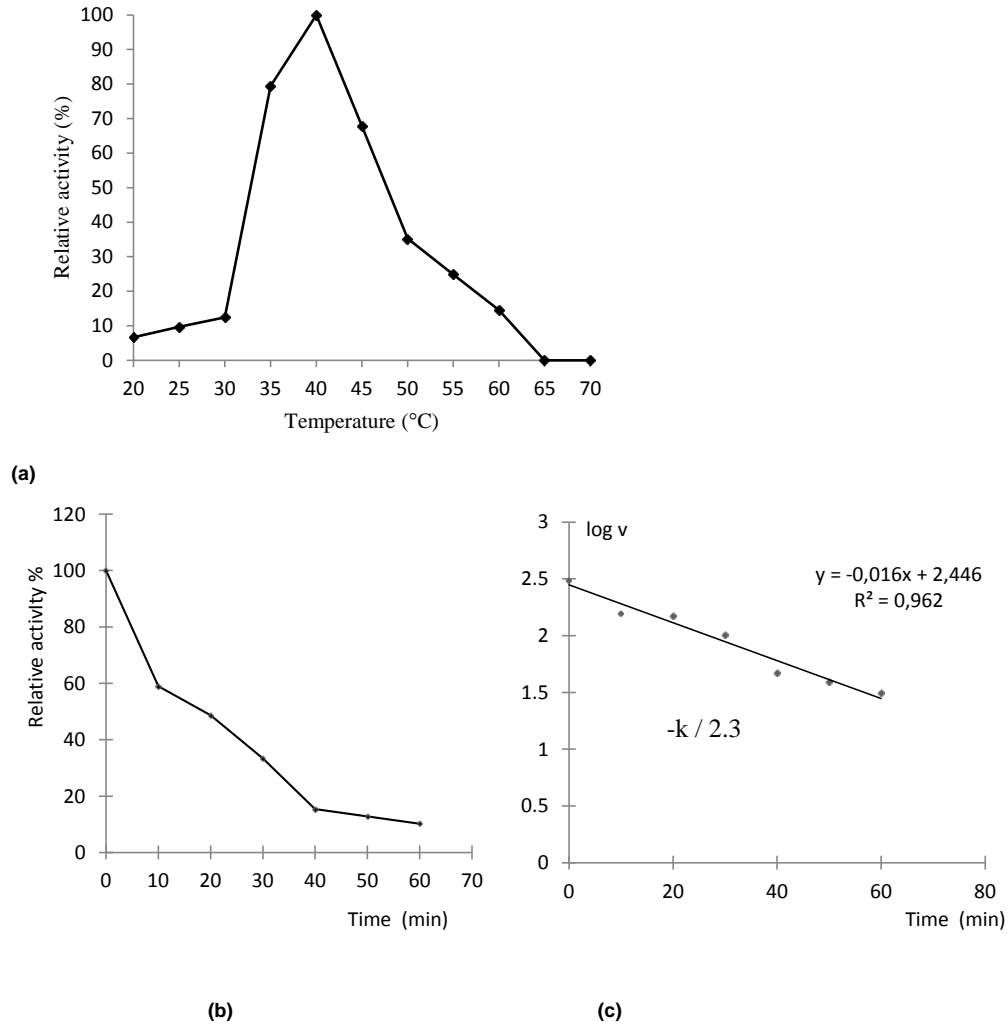 100
90
80
70
60
50
40
30
20
10
0
Relative activity (%)
20 25 30 35 40 45 50 55 60 65 70
Temperature (°C)
(a)
120
100
80
60
40
20
0
Relative activity %
0 10 20 30 40 50 60 70
Time (min)
(b)
3
2.5
2
1.5
1
0.5
0
log v
y = -0,016x + 2,446
R² = 0,962
-k / 2.3
0 20 40 60 80
Time (min)
(c)